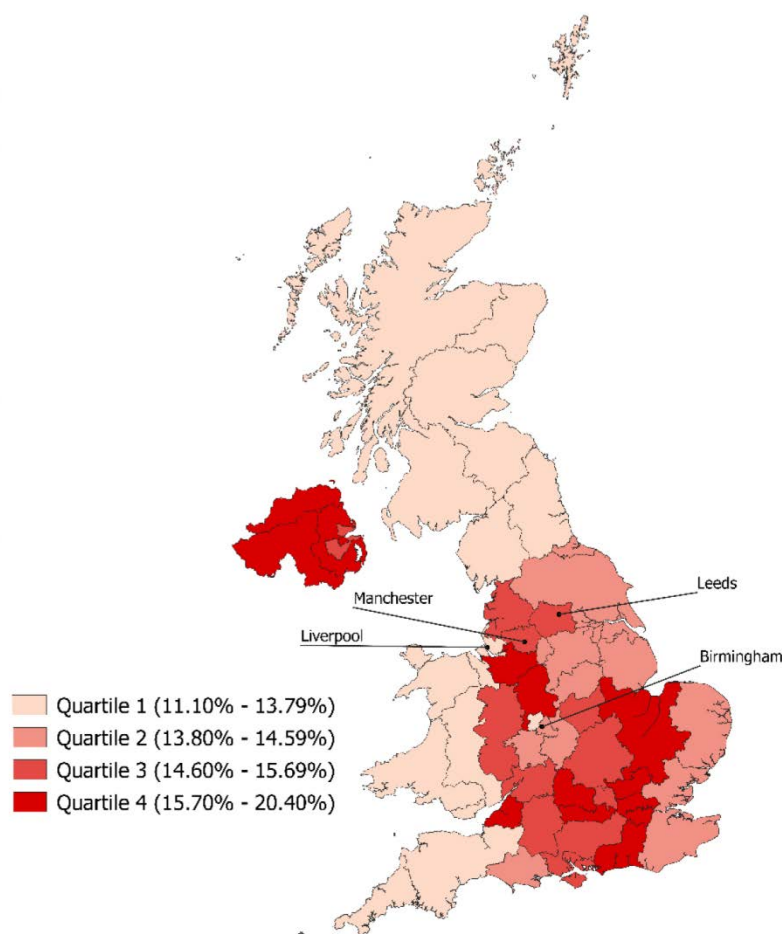 Leeds
Manchester
Liverpool
Birmingham
Quartile 1 (11.10% - 13.79%)
Quartile 2 (13.80% - 14.59%)
Quartile 3 (14.60% - 15.69%)
Quartile 4 (15.70% - 20.40%)